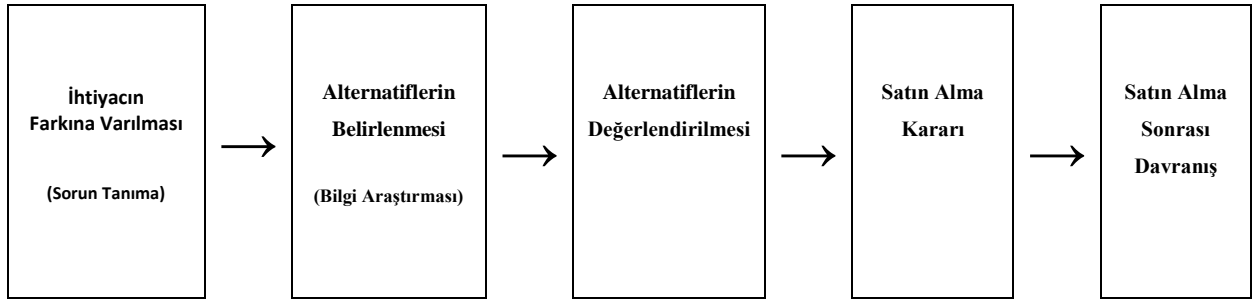 İhtiyacın
Farkına Varılması
(Sorun Tanıma)
→
Alternatiflerin
Belirlenmesi
(Bilgi Araştırması)
→
Alternatiflerin
Değerlendirilmesi
→
Satın Alma
Kararı
→
Satın Alma
Sonrası
Davranış